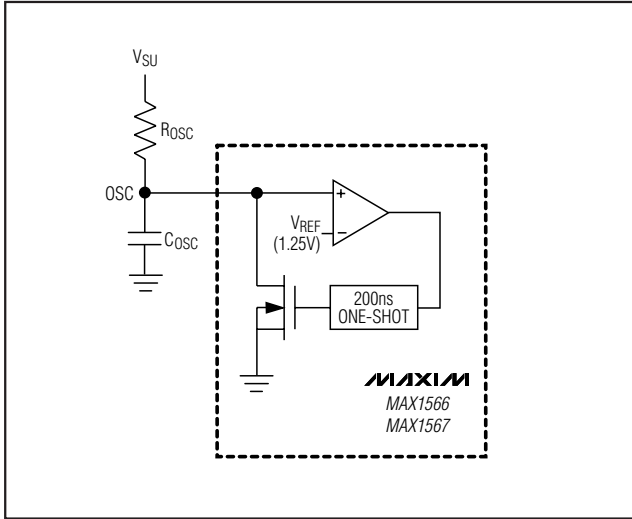 VSU
ROSC
OSC
COSC
+
VREF
(1.25V)
−
200ns
ONE-SHOT
MAXIM
MAX1566
MAX1567